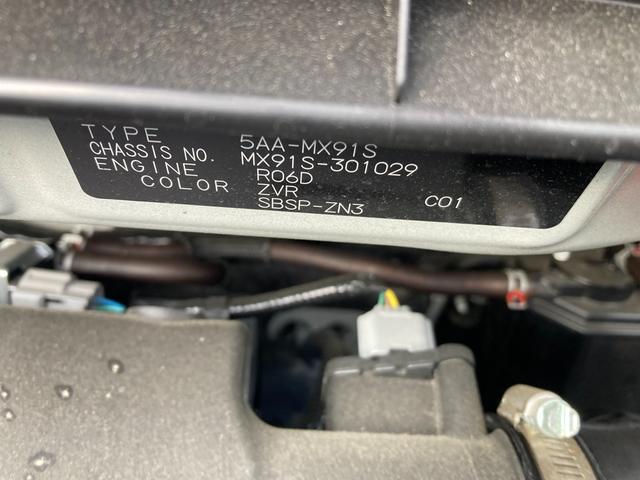 TYPE 5AA-MX91S
CHASSIS NO. MX91S-301029
ENGINE R06D
COLOR ZVR
SBSP-ZN3 C01